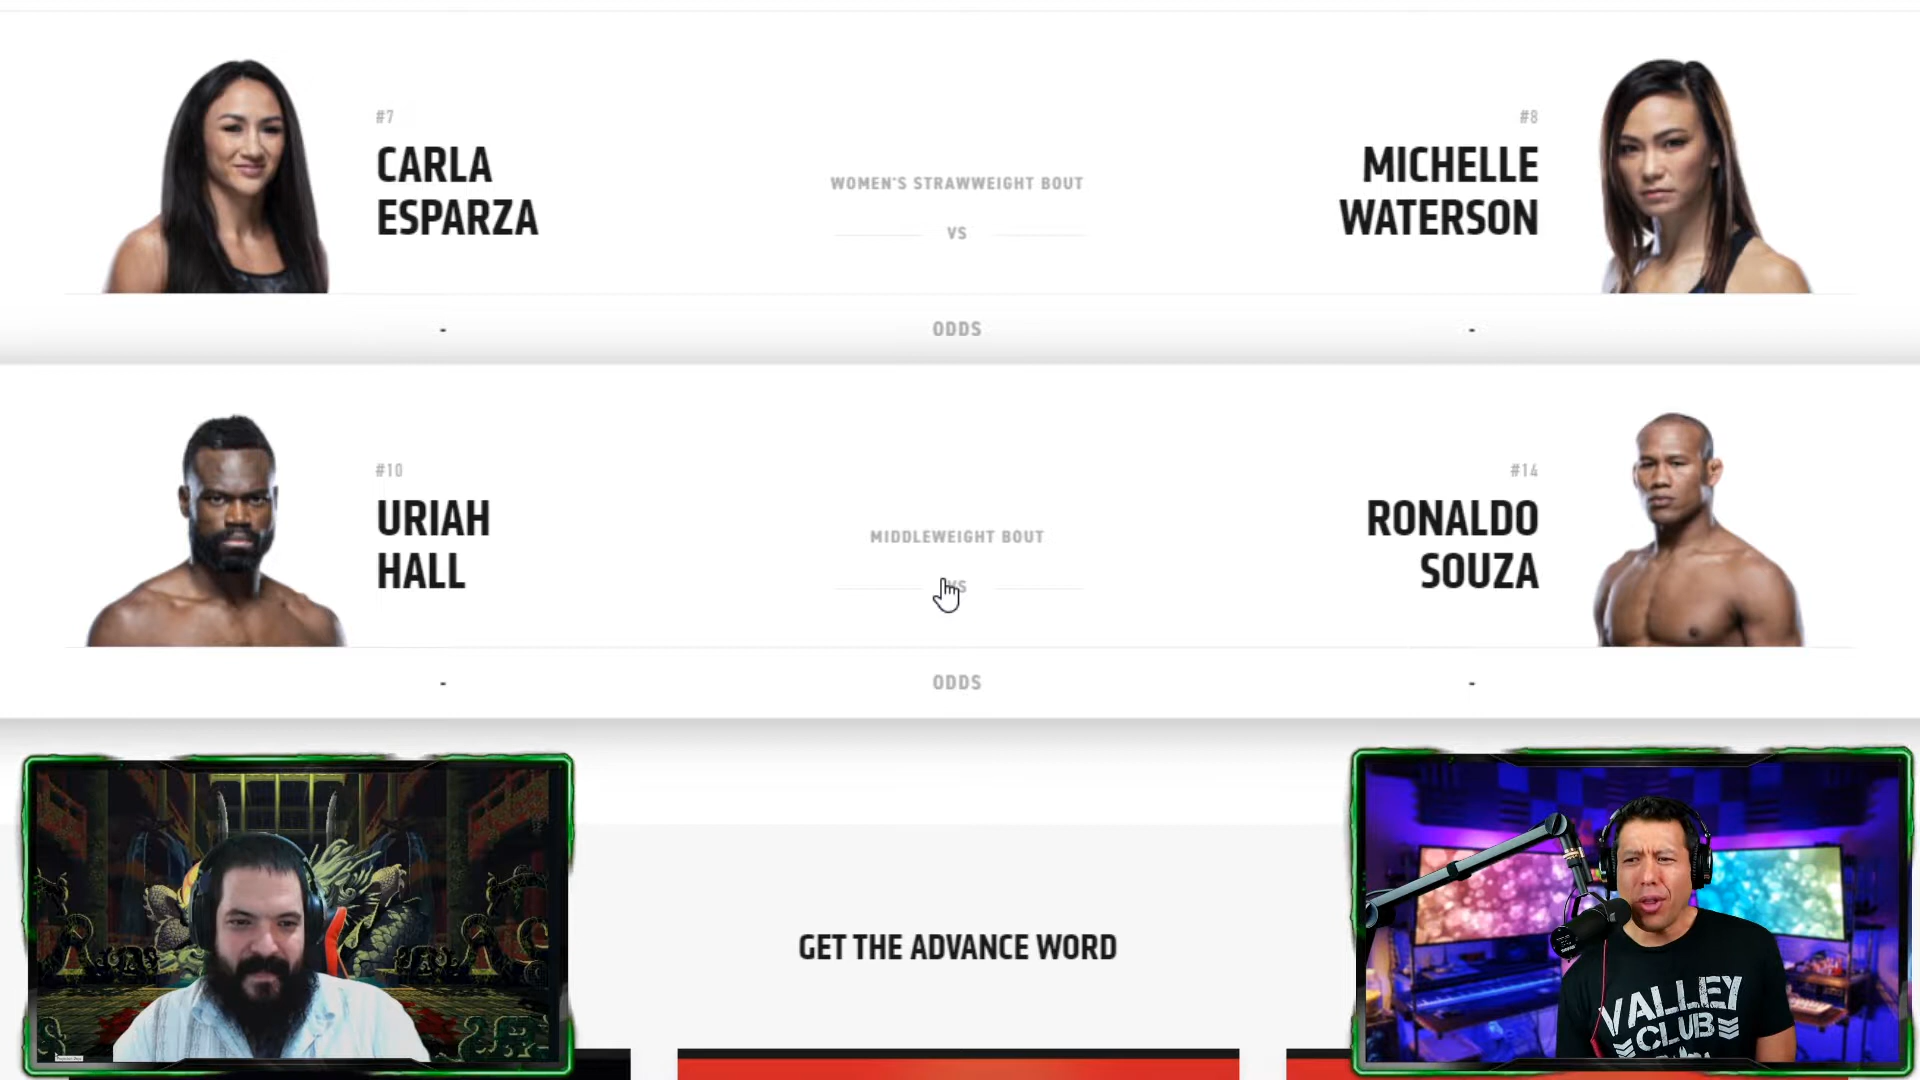 #7
CARLA
ESPARZA
WOMEN'S STRAWWEIGHT BOUT
VS
#8
MICHELLE
WATERSON
-
ODDS
-
#10
URIAH
HALL
MIDDLEWEIGHT BOUT
VS
#14
RONALDO
SOUZA
-
ODDS
-
GET THE ADVANCE WORD
VALLEY
CLUB